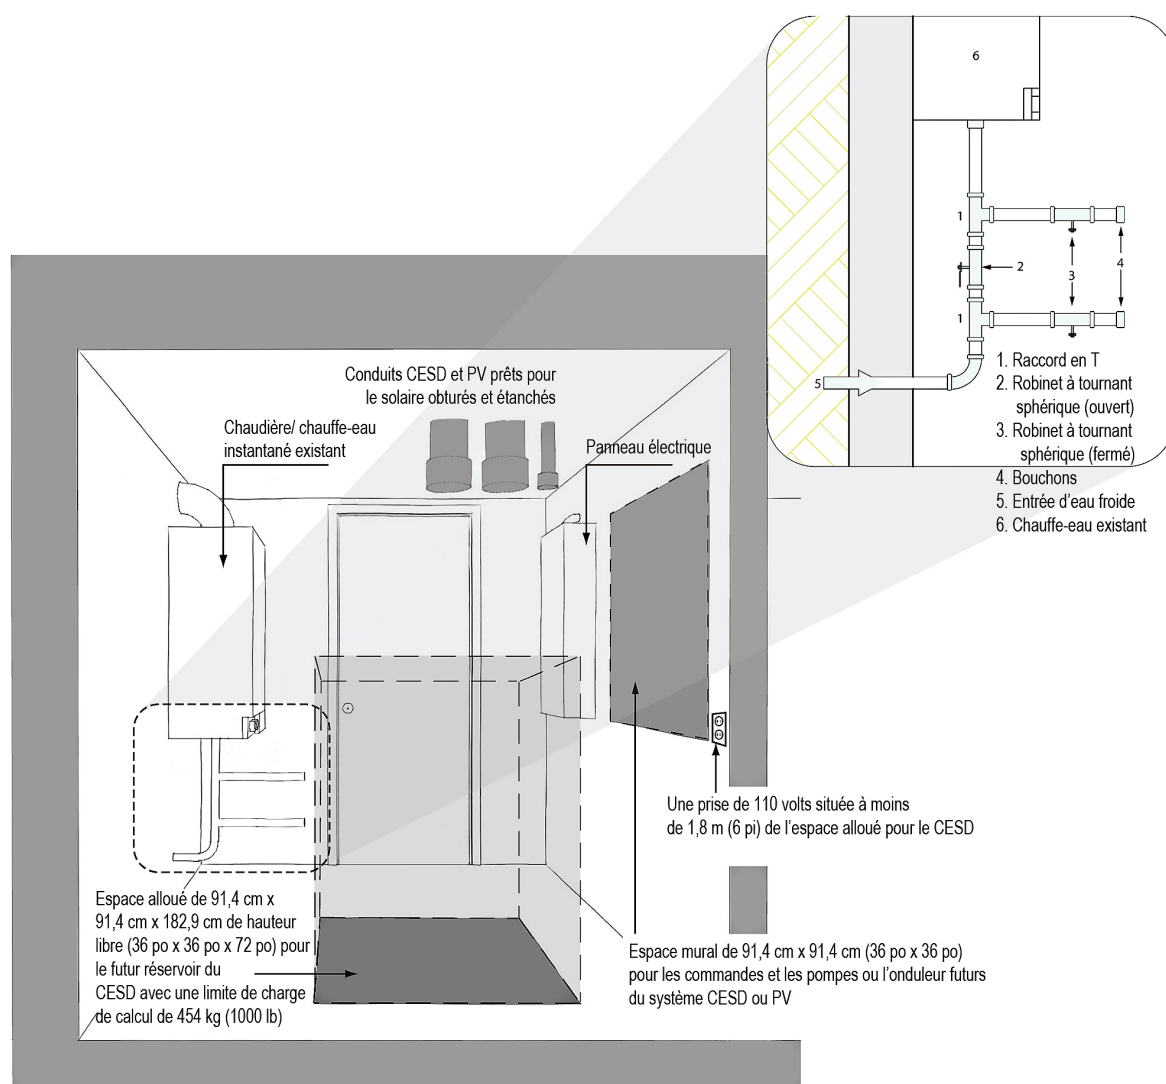 6
1
2
3
4
1
5
1. Raccord en T
2. Robinet à tournant
sphérique (ouvert)
3. Robinet à tournant
sphérique (fermé)
4. Bouchons
5. Entrée d'eau froide
6. Chauffe-eau existant
Conduits CESD et PV prêts pour
le solaire obturés et étanchés
Chaudière/ chauffe-eau
instantané existant
Panneau électrique
Une prise de 110 volts située à moins
de 1,8 m (6 pi) de l'espace alloué pour le CESD
Espace alloué de 91,4 cm x
91,4 cm x 182,9 cm de hauteur
libre (36 po x 36 po x 72 po) pour
le futur réservoir du
CESD avec une limite de charge
de calcul de 454 kg (1000 lb)
Espace mural de 91,4 cm x 91,4 cm (36 po x 36 po)
pour les commandes et les pompes ou l'onduleur futurs
du système CESD ou PV